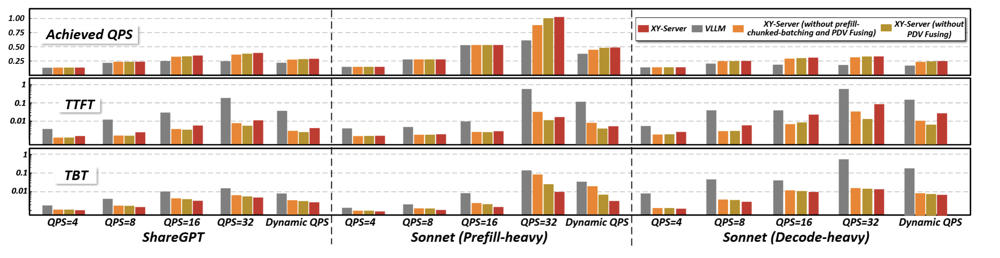 1.00
0.75
0.50
0.25
Achieved QPS
XY-Server
VLLM
XY-Server (without prefill-
chunked-batching and PDV Fusing)
XY-Server (without
PDV Fusing)
1
0.1
0.01
TTFT
1
0.1
0.01
TBT
QPS=4 QPS=8 QPS=16 QPS=32 Dynamic QPS QPS=4 QPS=8 QPS=16 QPS=32 Dynamic QPS QPS=4 QPS=8 QPS=16 QPS=32 Dynamic QPS
ShareGPT Sonnet (Prefill-heavy) Sonnet (Decode-heavy)